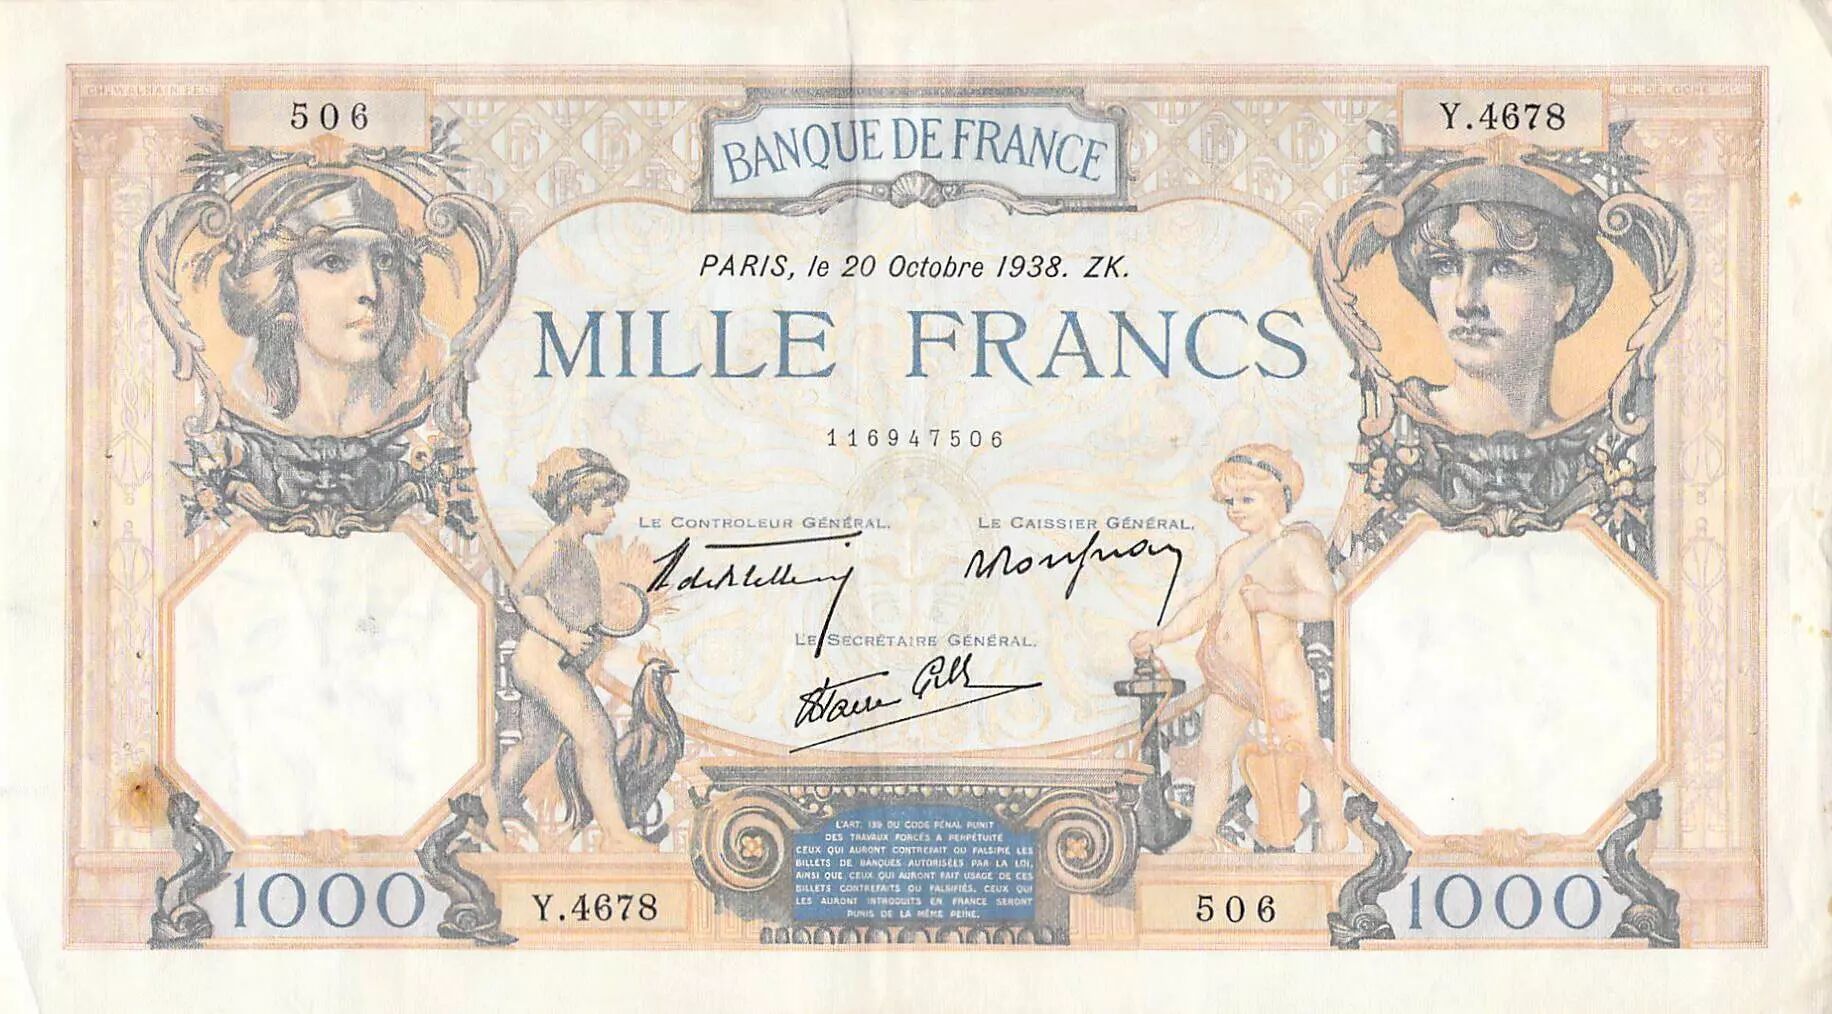 CH. WALHAIN FEC.
506
BANQUE DE FRANCE
Y.4678
PARIS, le 20 Octobre 1938. ZK.
MILLE FRANCS
116947506
LE CONTROLEUR GÉNÉRAL,
LE CAISSIER GÉNÉRAL,
LE SECRÉTAIRE GÉNÉRAL,
L'ART. 139 DU CODE PÉNAL PUNIT
DES TRAVAUX FORCÉS A PERPÉTUITÉ
CEUX QUI AURONT CONTREFAIT OU FALSIFIÉ LES
BILLETS DE BANQUES AUTORISÉES PAR LA LOI,
AINSI QUE CEUX QUI AURONT FAIT USAGE DE CES
BILLETS CONTREFAITS OU FALSIFIÉS. CEUX QUI
LES AURONT INTRODUITS EN FRANCE SERONT
PUNIS DE LA MÊME PEINE.
1000
Y.4678
506
1000